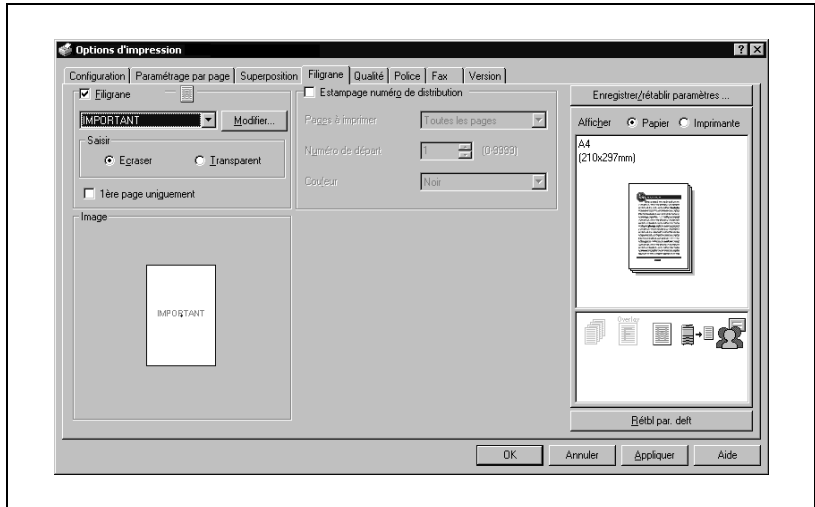 Options d'impression
Configuration Paramétrage par page Superposition Filigrane Qualité Police Fax Version
Filigrane
IMPORTANT Modifier...
Saisir
Ecraser Transparent
1ère page uniguement
Image
IMPORTANT
Estampage numéro de distribution
Pages à imprimer Toutes les pages
Numéro de départ 1 (0-9999)
Couleur Noir
Enregistrer/rétablir paramètres ...
Afficher Papier Imprimante
A4
(210x297mm)
Overlay
Rétbl par. deft
OK Annuler Appliquer Aide